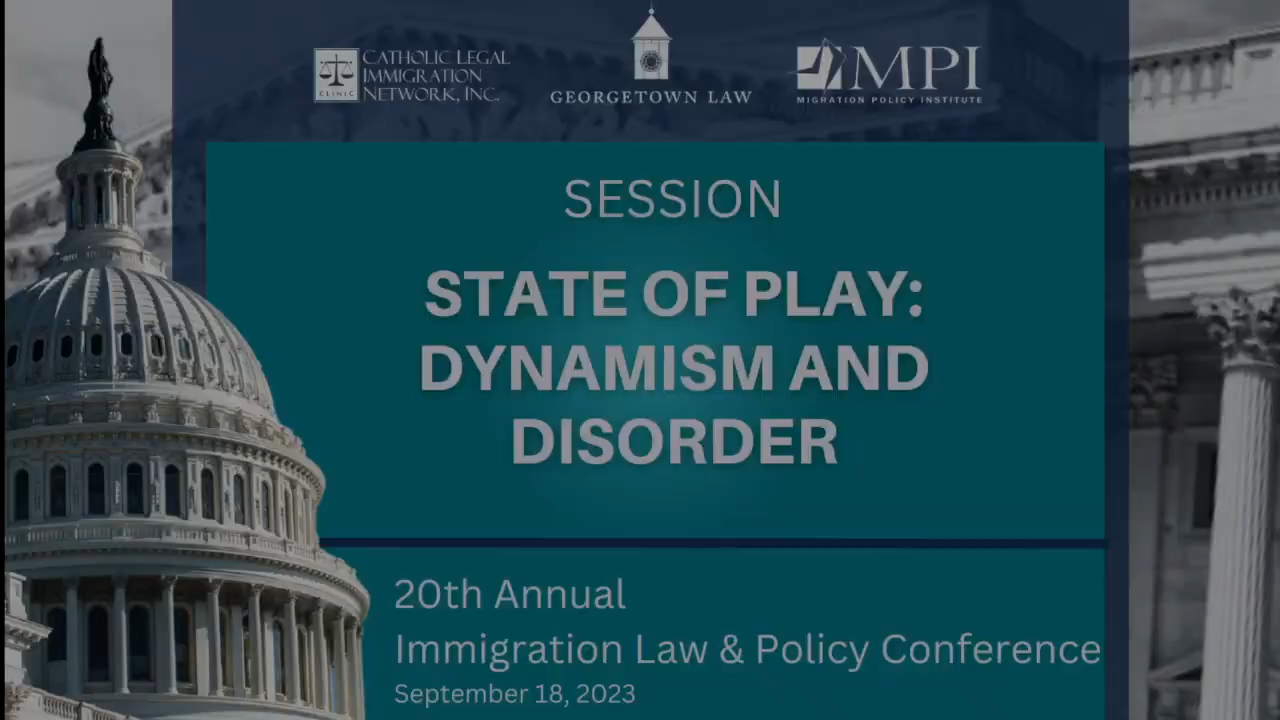 CATHOLIC LEGAL
IMMIGRATION
NETWORK, INC.
CLINIC
GEORGETOWN LAW
MPI
MIGRATION POLICY INSTITUTE
SESSION
STATE OF PLAY:
DYNAMISM AND
DISORDER
20th Annual
Immigration Law & Policy Conference
September 18, 2023